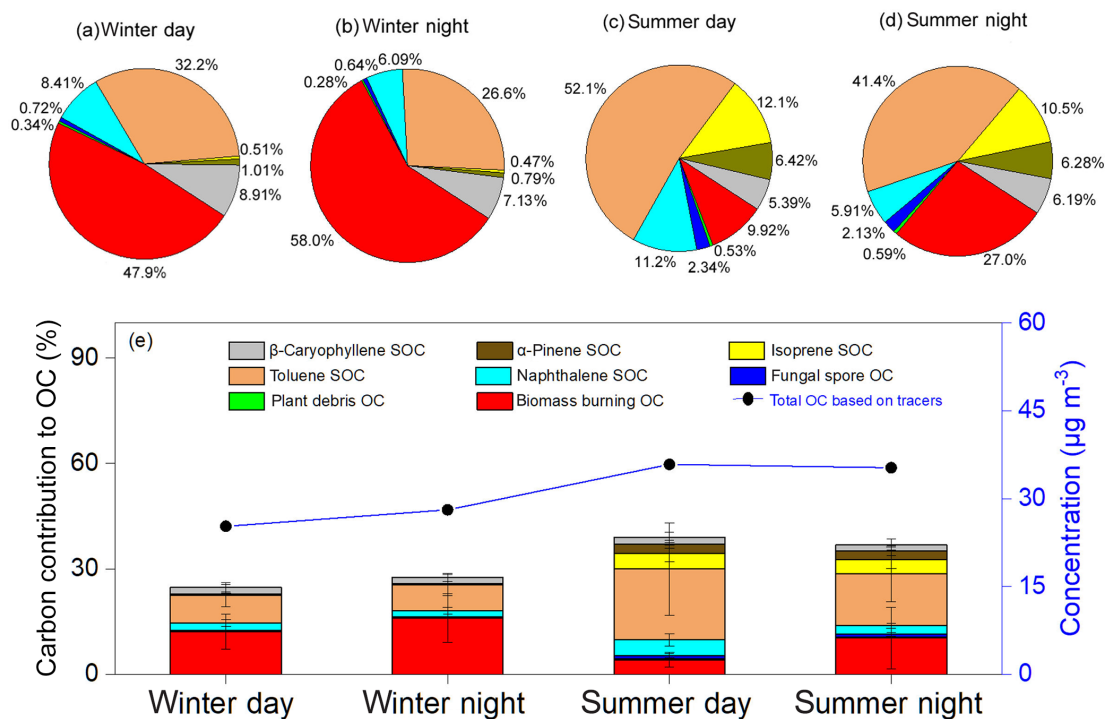 (a) Winter day
(b) Winter night
(c) Summer day
(d) Summer night
32.2%
8.41%
0.72%
0.34%
0.51%
1.01%
8.91%
47.9%
0.64%
6.09%
0.28%
26.6%
0.47%
0.79%
7.13%
58.0%
52.1%
12.1%
6.42%
5.39%
9.92%
0.53%
2.34%
11.2%
41.4%
10.5%
6.28%
6.19%
5.91%
2.13%
0.59%
27.0%
(e)
β-Caryophyllene SOC
α-Pinene SOC
Isoprene SOC
Toluene SOC
Naphthalene SOC
Fungal spore OC
Plant debris OC
Biomass burning OC
Total OC based on tracers
Carbon contribution to OC (%)
90
60
30
0
60
45
30
15
0
Concentration (μg m⁻³)
Winter day
Winter night
Summer day
Summer night